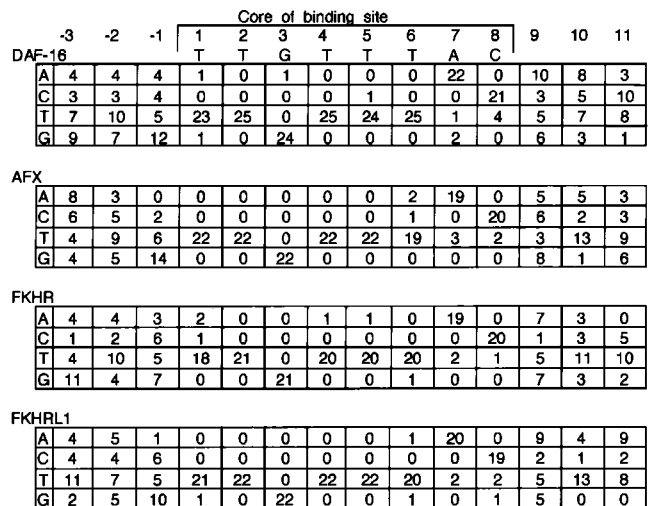 Core of binding site
-3 -2 -1 1 2 3 4 5 6 7 8 9 10 11
DAF-16 T T G T T T A C
A 4 4 4 1 0 1 0 0 0 22 0 10 8 3
C 3 3 4 0 0 0 0 1 0 0 21 3 5 10
T 7 10 5 23 25 0 25 24 25 1 4 5 7 8
G 9 7 12 1 0 24 0 0 0 2 0 6 3 1
AFX
A 8 3 0 0 0 0 0 0 2 19 0 5 5 3
C 6 5 2 0 0 0 0 0 1 0 20 6 2 3
T 4 9 6 22 22 0 22 22 19 3 2 3 13 9
G 4 5 14 0 0 22 0 0 0 0 0 8 1 6
FKHR
A 4 4 3 2 0 0 1 1 0 19 0 7 3 0
C 1 2 6 1 0 0 0 0 0 0 20 1 3 5
T 4 10 5 18 21 0 20 20 20 2 1 5 11 10
G 11 4 7 0 0 21 0 0 1 0 0 7 3 2
FKHRL1
A 4 5 1 0 0 0 0 0 1 20 0 9 4 9
C 4 4 6 0 0 0 0 0 0 0 19 2 1 2
T 11 7 5 21 22 0 22 22 20 2 2 5 13 8
G 2 5 10 1 0 22 0 0 1 0 1 5 0 0